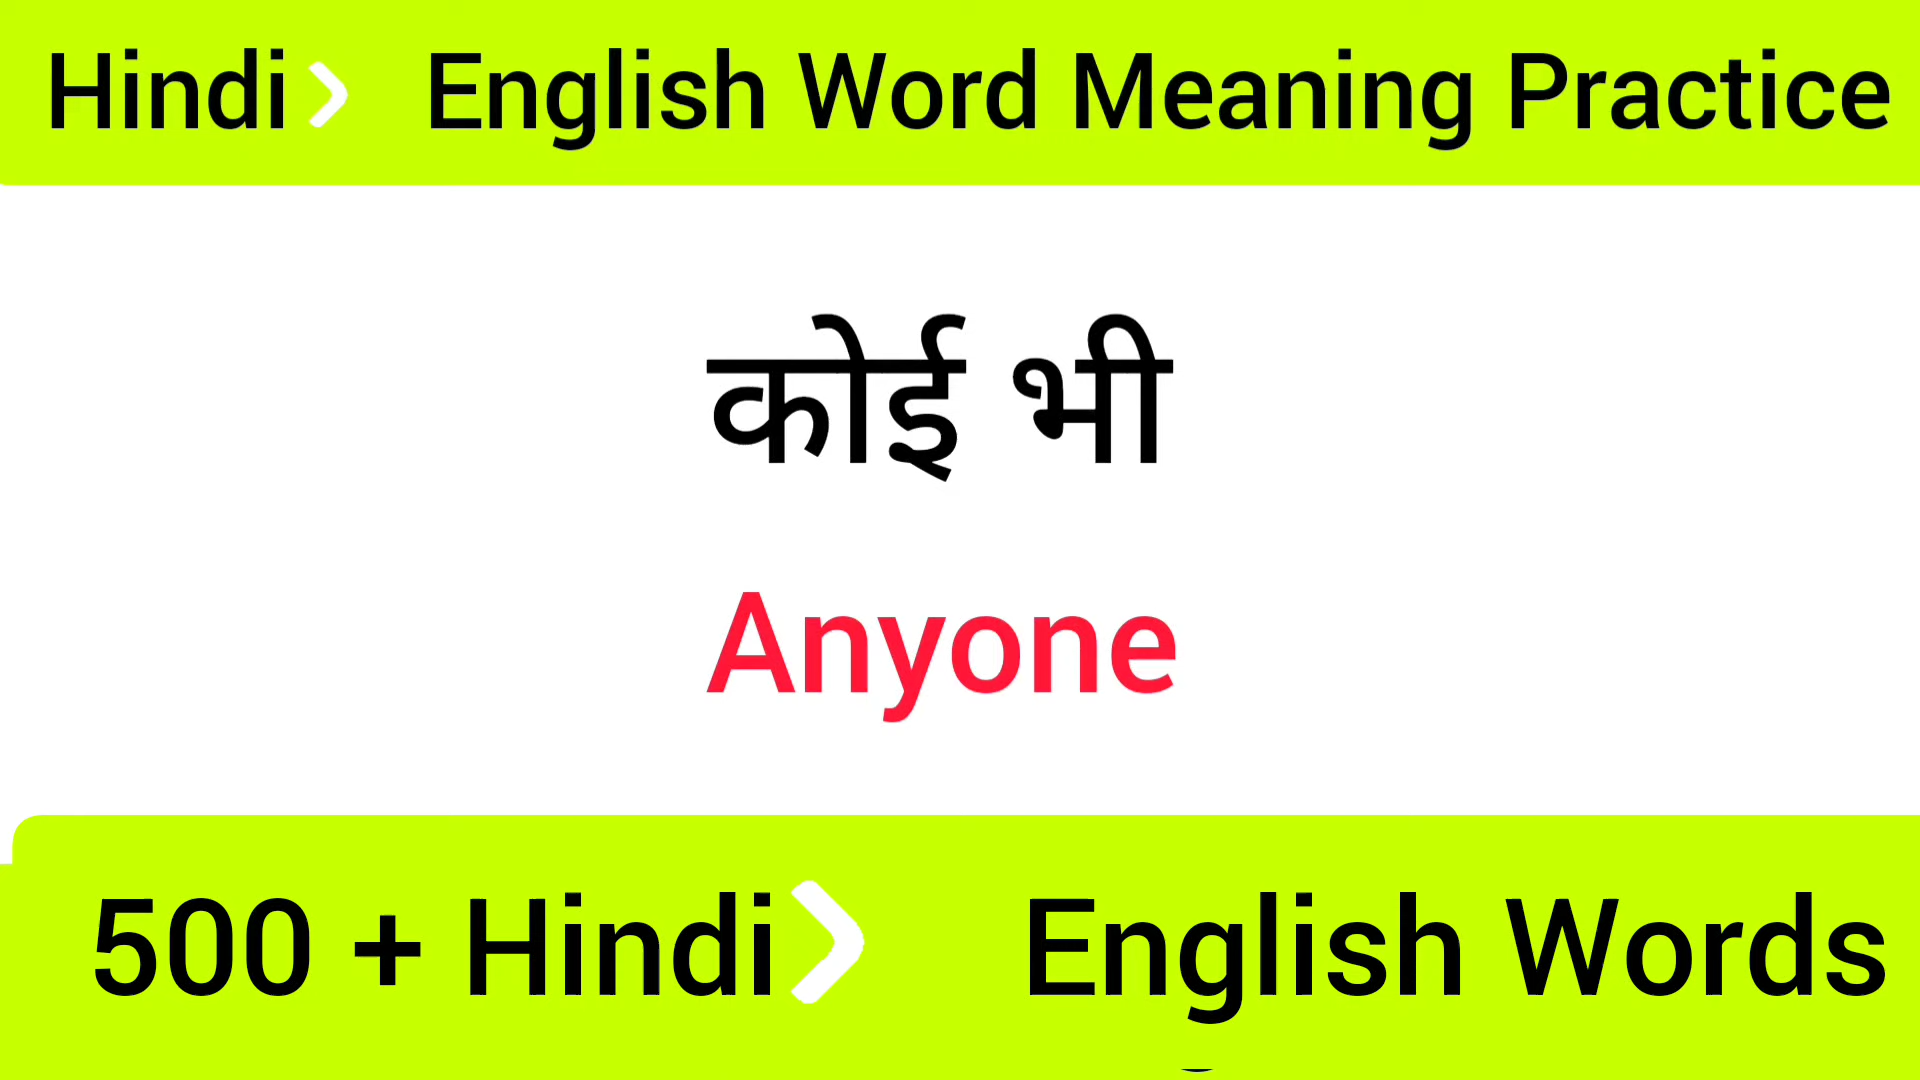 Hindi > English Word Meaning Practice
कोई भी
Anyone
500 + Hindi > English Words